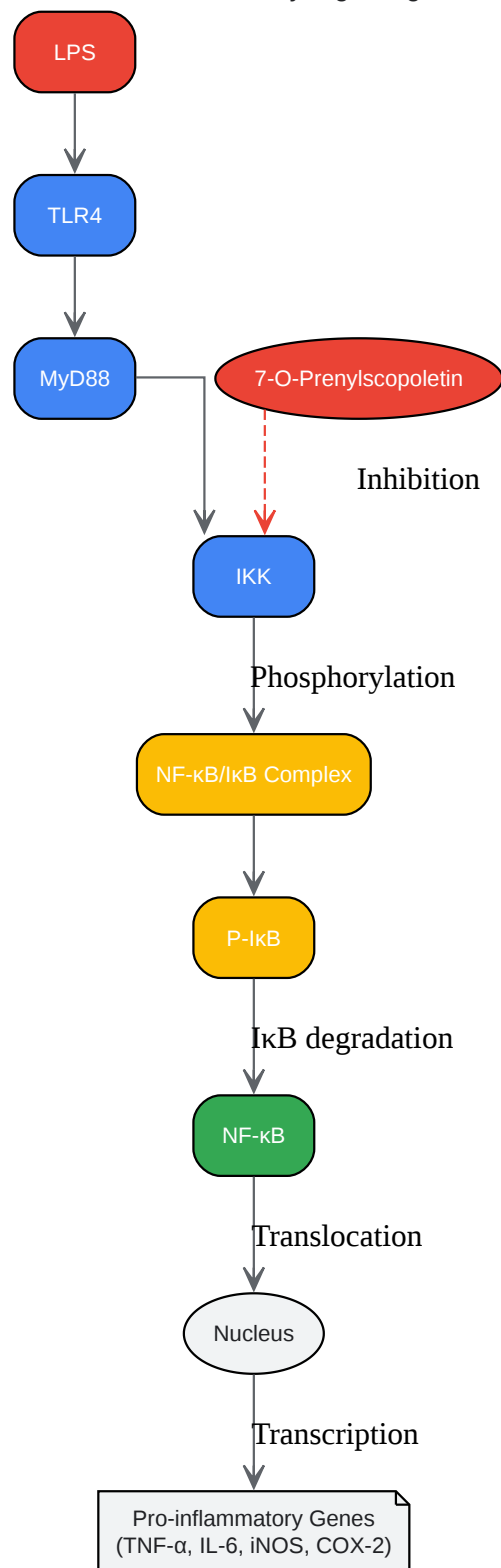 LPS
TLR4
MyD88
7-O-Prenylscopoletin
Inhibition
IKK
Phosphorylation
NF-κB/IκB Complex
P-IκB
IκB degradation
NF-κB
Translocation
Nucleus
Transcription
Pro-inflammatory Genes
(TNF-α, IL-6, iNOS, COX-2)